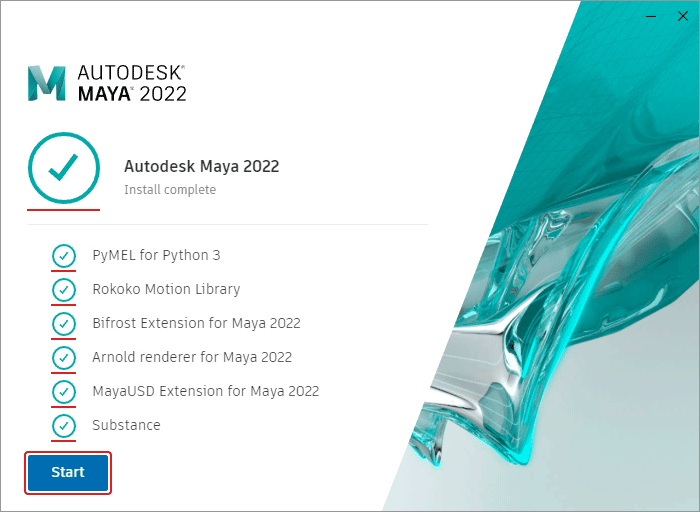 AUTODESK®
MAYA™ 2022
Autodesk Maya 2022
Install complete
PyMEL for Python 3
Rokoko Motion Library
Bifrost Extension for Maya 2022
Arnold renderer for Maya 2022
MayaUSD Extension for Maya 2022
Substance
Start